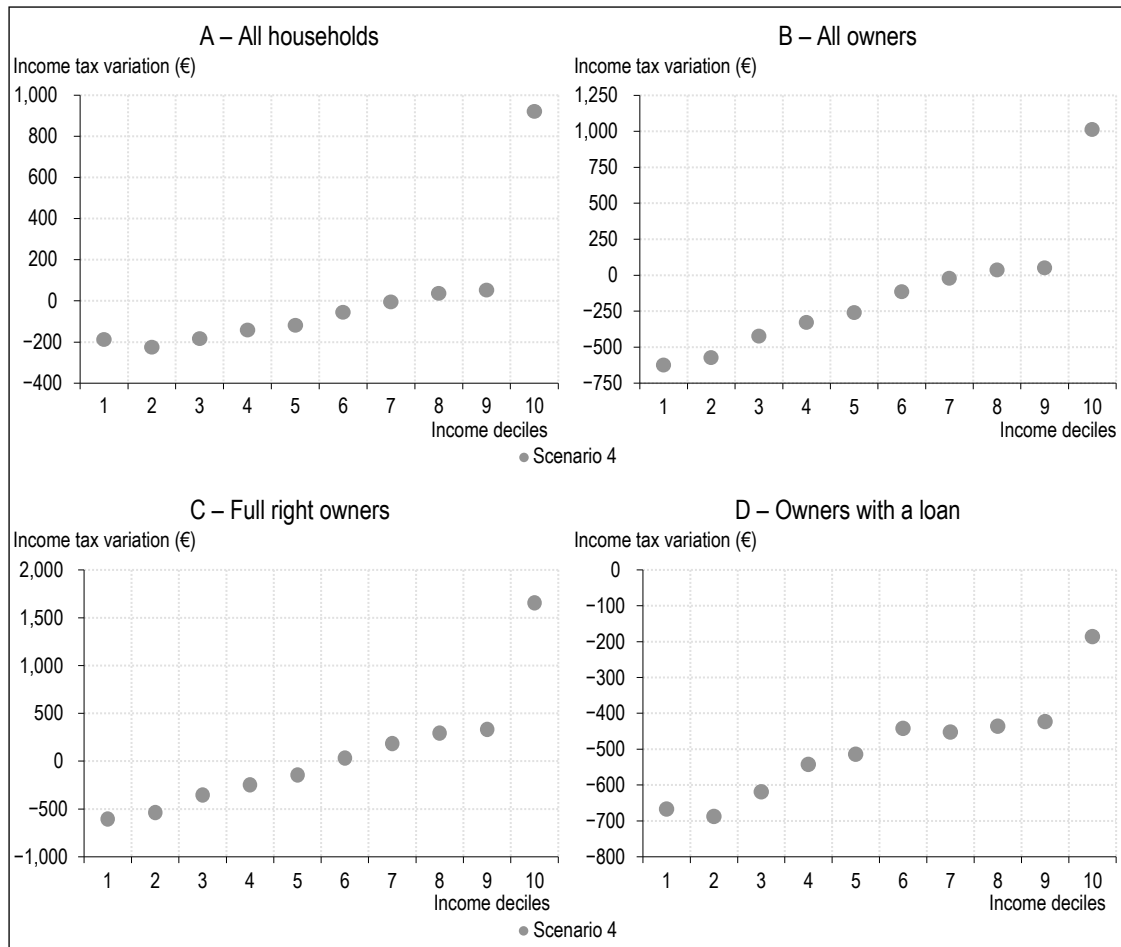 A – All households
Income tax variation (€)
1,000
800
600
400
200
0
−200
−400
1 2 3 4 5 6 7 8 9 10
Income deciles
B – All owners
Income tax variation (€)
1,250
1,000
750
500
250
0
−250
−500
−750
1 2 3 4 5 6 7 8 9 10
Income deciles
Scenario 4
C – Full right owners
Income tax variation (€)
2,000
1,500
1,000
500
0
−500
−1,000
1 2 3 4 5 6 7 8 9 10
Income deciles
D – Owners with a loan
Income tax variation (€)
0
−100
−200
−300
−400
−500
−600
−700
−800
1 2 3 4 5 6 7 8 9 10
Income deciles
Scenario 4